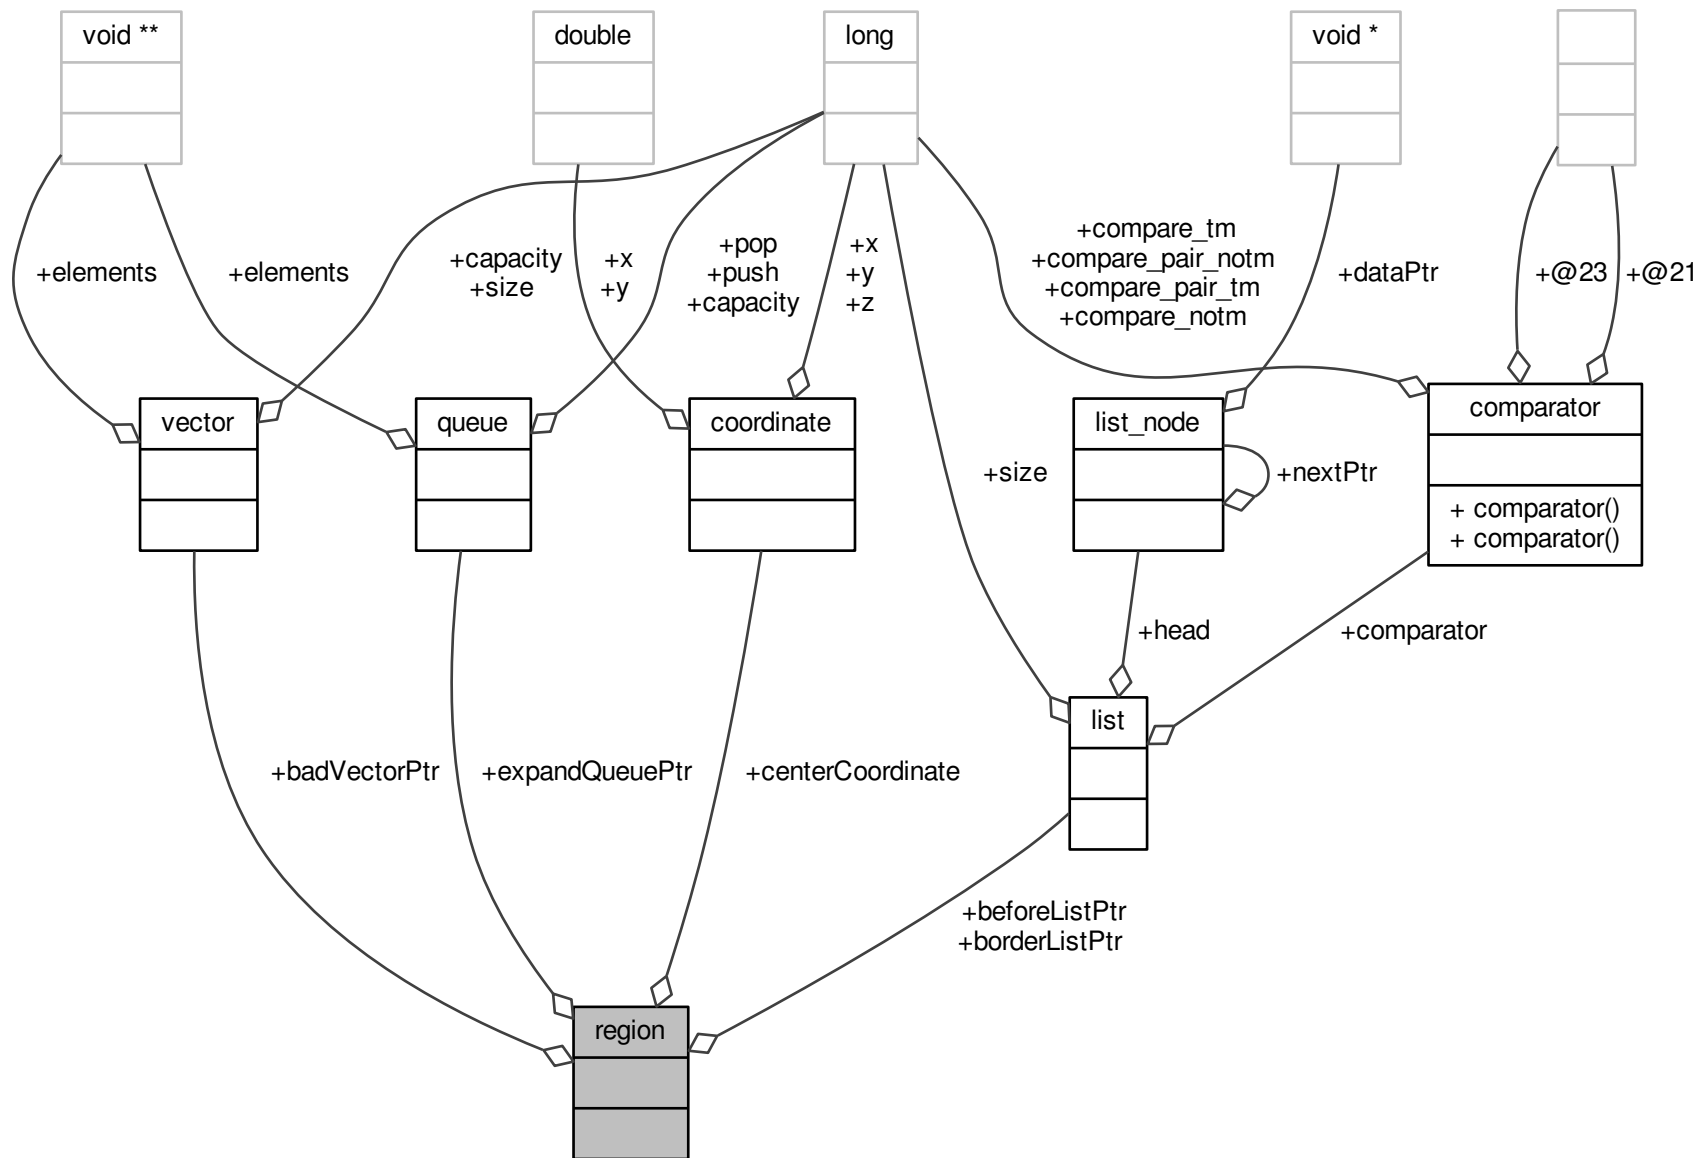 void **
double
long
void *
+elements
+elements
+capacity
+size
+x
+y
+pop
+push
+capacity
+x
+y
+z
+compare_tm
+compare_pair_notm
+compare_pair_tm
+compare_notm
+dataPtr
+@23
+@21
vector
queue
coordinate
list_node
comparator
+ comparator()
+ comparator()
+size
+nextPtr
+head
+comparator
list
+badVectorPtr
+expandQueuePtr
+centerCoordinate
+beforeListPtr
+borderListPtr
region